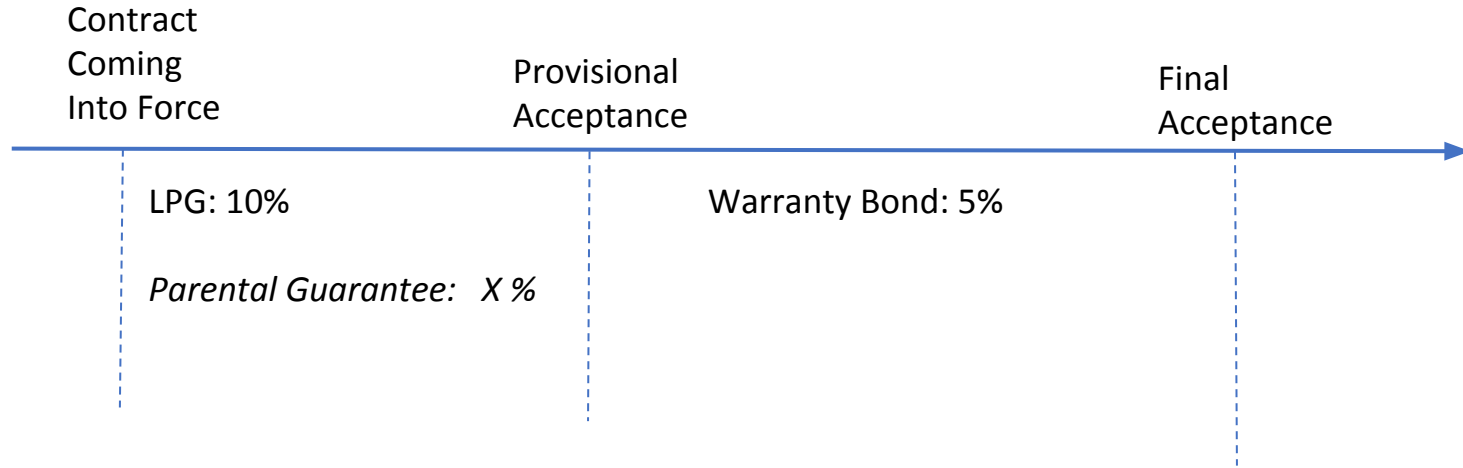 Contract
Coming
Into Force
Provisional
Acceptance
Final
Acceptance
LPG: 10%
Warranty Bond: 5%
Parental Guarantee: X %